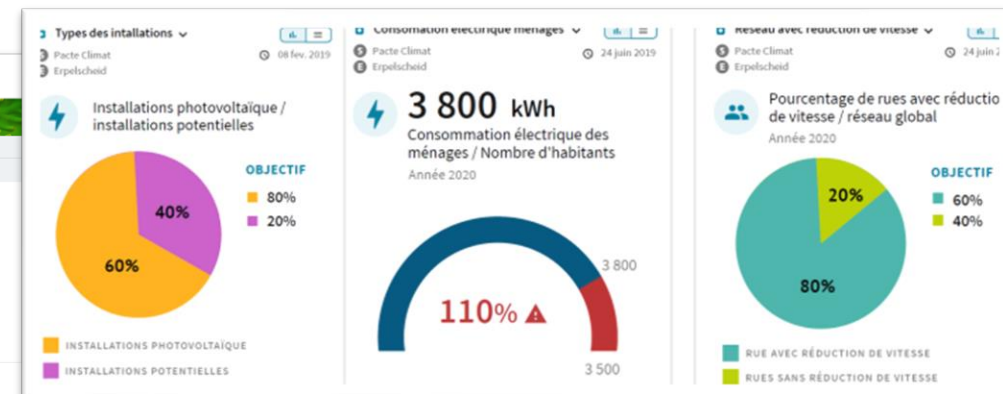 Types des intallations
Pacte Climat
08 fev. 2019
Erpelscheid
Installations photovoltaïque /
installations potentielles
OBJECTIF
80%
20%
40%
60%
INSTALLATIONS PHOTOVOLTAÏQUE
INSTALLATIONS POTENTIELLES
Consomation électrique ménages
Pacte Climat
24 juin 2019
Erpelscheid
3 800 kWh
Consommation électrique des
ménages / Nombre d'habitants
Année 2020
3 800
110%
3 500
Réseau avec réduction de vitesse
Pacte Climat
24 juin
Erpelscheid
Pourcentage de rues avec réductio
de vitesse / réseau global
Année 2020
OBJECTIF
60%
40%
20%
80%
RUE AVEC RÉDUCTION DE VITESSE
RUES SANS RÉDUCTION DE VITESSE